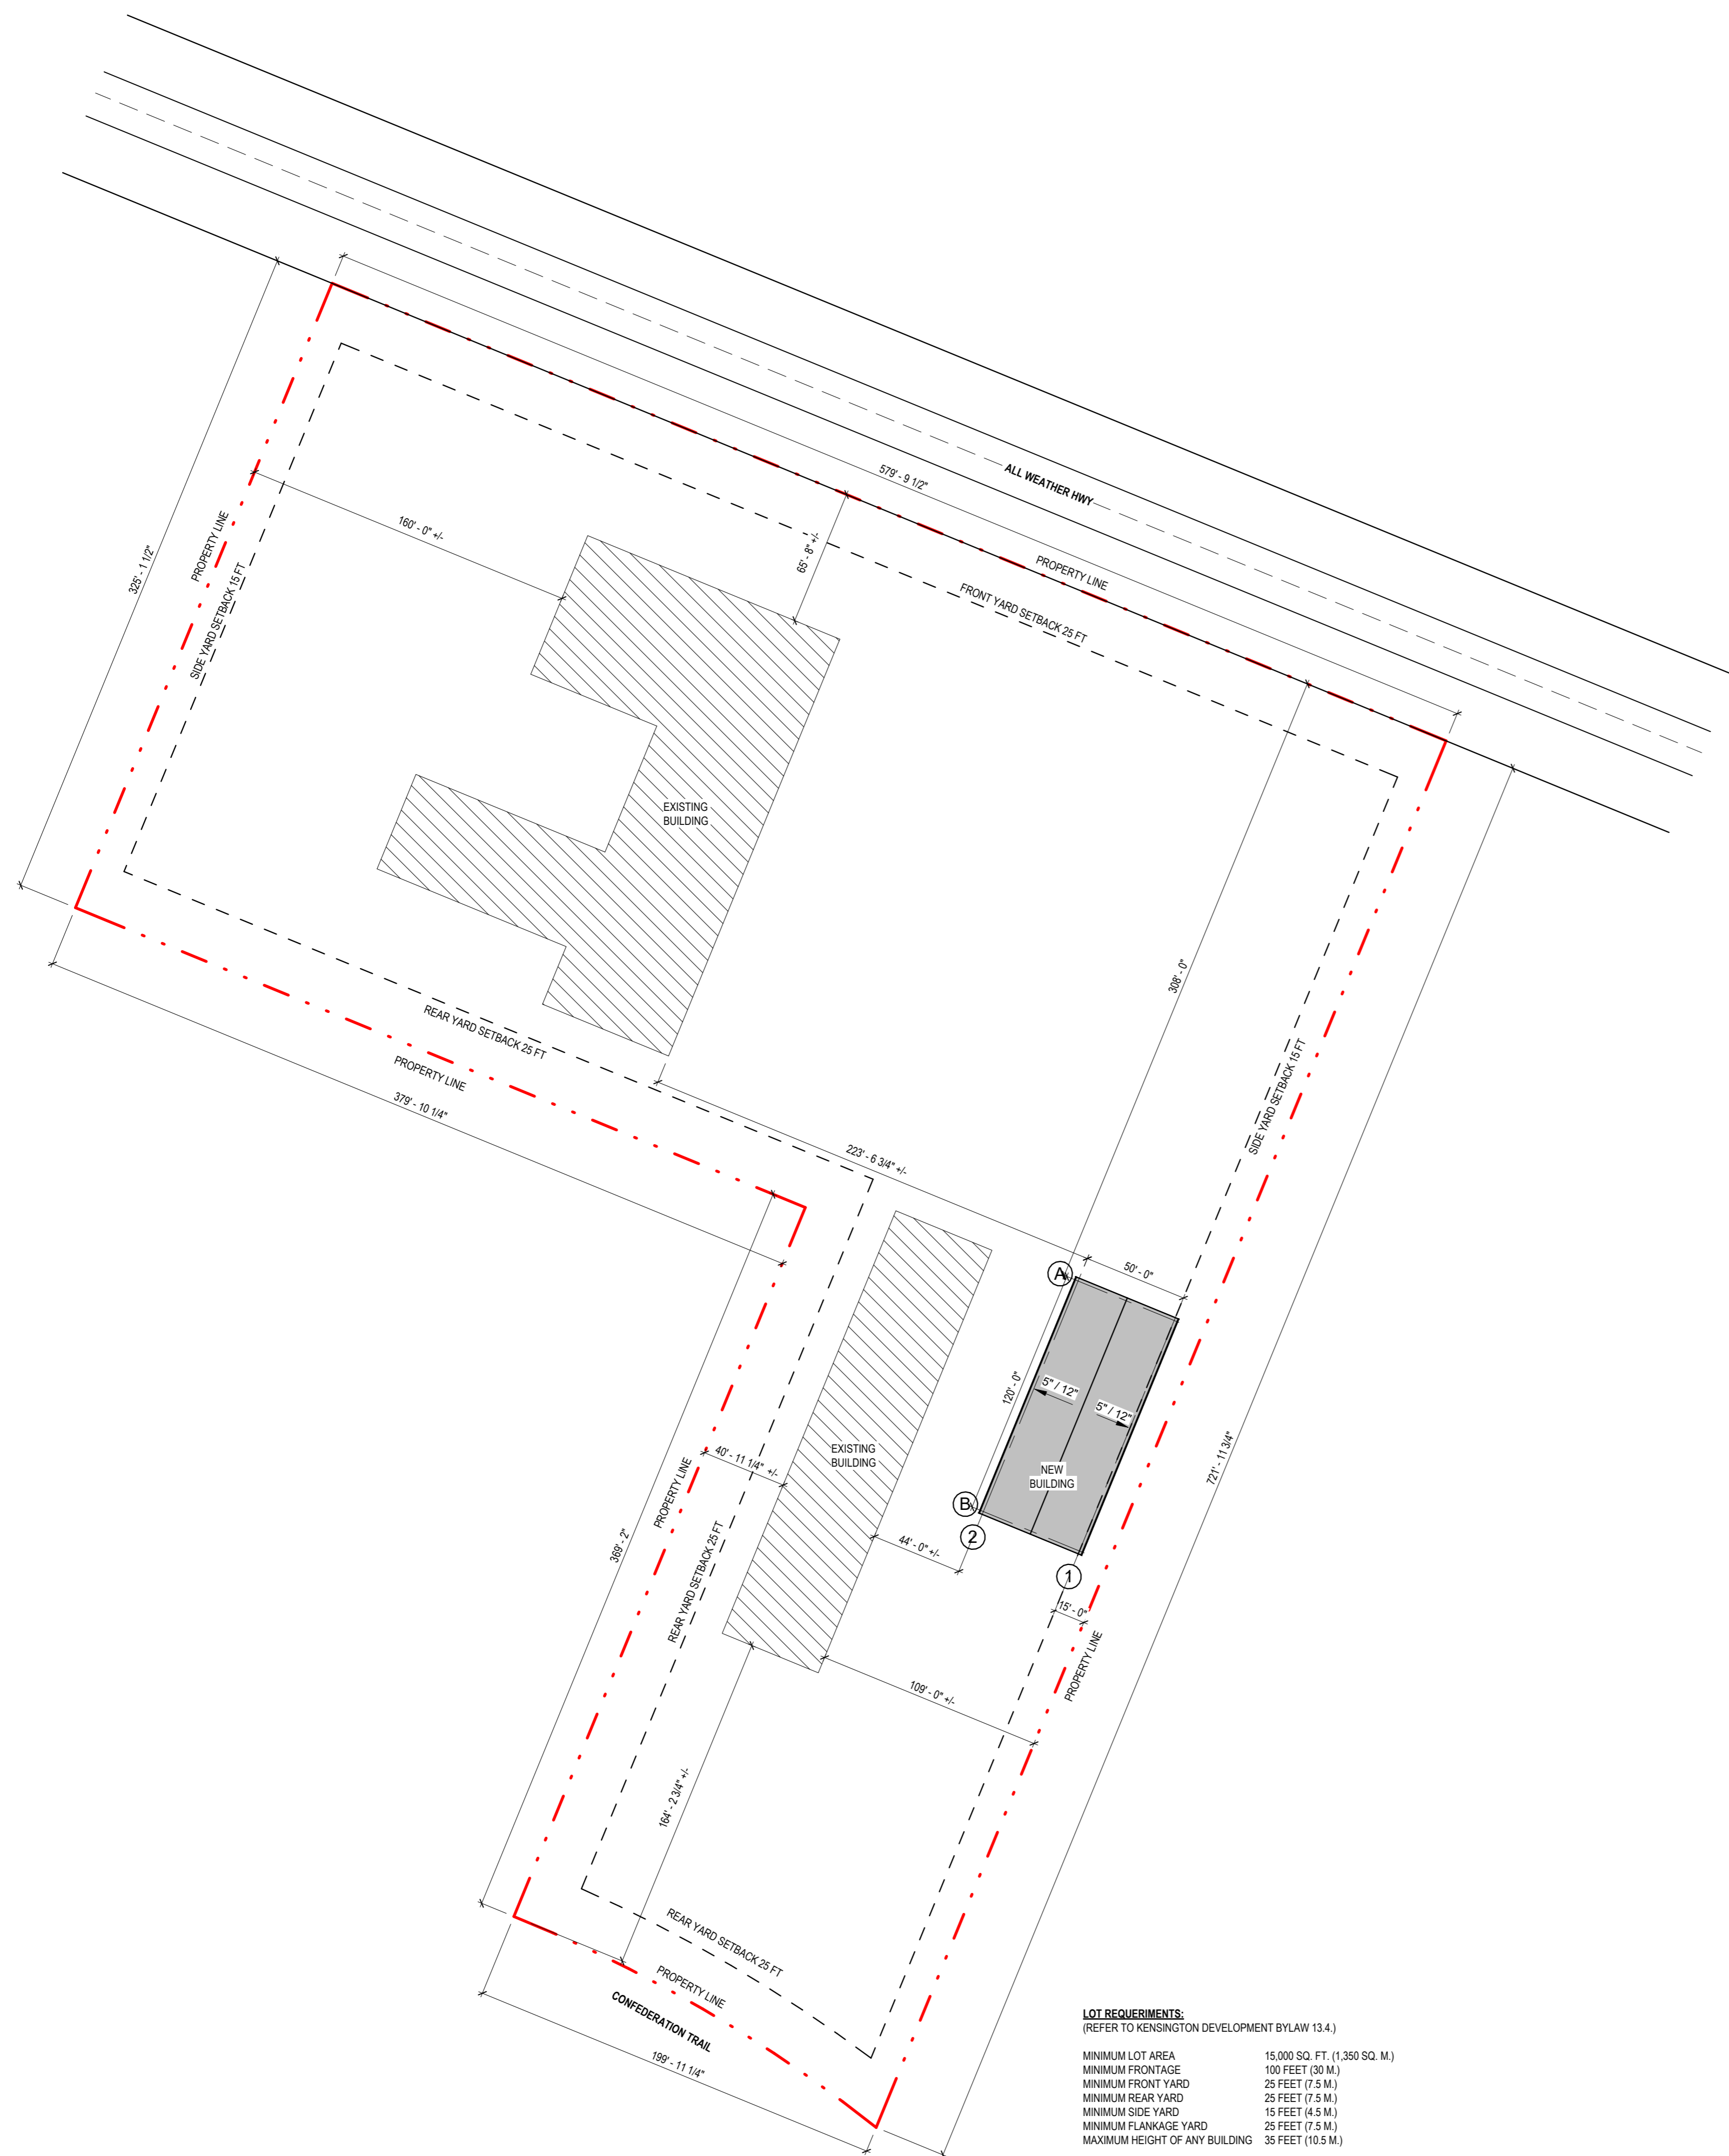 ALL WEATHER HWY
579' - 9 1/2"
PROPERTY LINE
FRONT YARD SETBACK 25 FT
160' - 0" +/-
65' - 8" +/-
325' - 1 1/2"
PROPERTY LINE
SIDE YARD SETBACK 15 FT
EXISTING
BUILDING
308' - 0"
REAR YARD SETBACK 25 FT
PROPERTY LINE
379' - 10 1/4"
SIDE YARD SETBACK 15 FT
223' - 6 3/4" +/-
50' - 0"
A
120' - 0"
5" / 12"
5" / 12"
EXISTING
BUILDING
NEW
BUILDING
721' - 11 3/4"
40' - 11 1/4" +/-
PROPERTY LINE
B
2
44' - 0" +/-
1
369' - 2"
REAR YARD SETBACK 25 FT
15' - 0"
PROPERTY LINE
109' - 0" +/-
164' - 2 3/4" +/-
REAR YARD SETBACK 25 FT
PROPERTY LINE
CONFEDERATION TRAIL
199' - 11 1/4"
LOT REQUERIMENTS:
(REFER TO KENSINGTON DEVELOPMENT BYLAW 13.4.)
MINIMUM LOT AREA 15,000 SQ. FT. (1,350 SQ. M.)
MINIMUM FRONTAGE 100 FEET (30 M.)
MINIMUM FRONT YARD 25 FEET (7.5 M.)
MINIMUM REAR YARD 25 FEET (7.5 M.)
MINIMUM SIDE YARD 15 FEET (4.5 M.)
MINIMUM FLANKAGE YARD 25 FEET (7.5 M.)
MAXIMUM HEIGHT OF ANY BUILDING 35 FEET (10.5 M.)